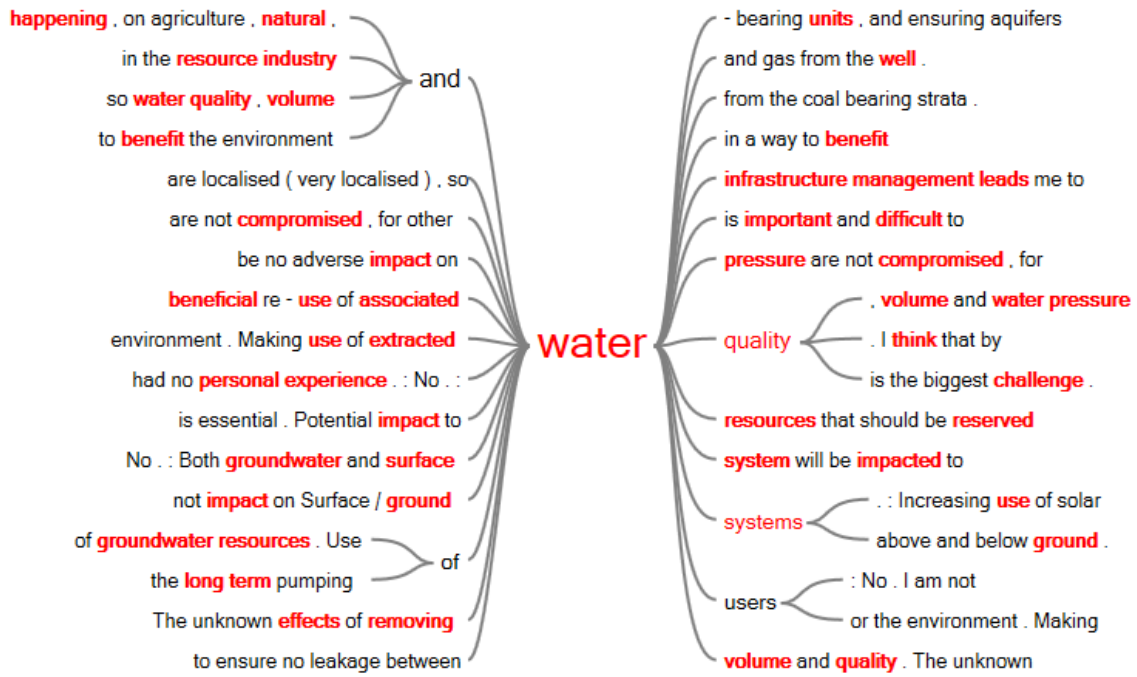 happening , on agriculture , natural ,
in the resource industry
so water quality , volume
to benefit the environment
and
are localised ( very localised ) , so
are not compromised , for other
be no adverse impact on
beneficial re - use of associated
environment . Making use of extracted
had no personal experience . : No . :
is essential . Potential impact to
No . : Both groundwater and surface
not impact on Surface / ground
of groundwater resources . Use
the long term pumping
of
The unknown effects of removing
to ensure no leakage between
water
- bearing units , and ensuring aquifers
and gas from the well .
from the coal bearing strata .
in a way to benefit
infrastructure management leads me to
is important and difficult to
pressure are not compromised , for
quality
, volume and water pressure
. I think that by
is the biggest challenge .
resources that should be reserved
system will be impacted to
systems
. : Increasing use of solar
above and below ground .
users
: No . I am not
or the environment . Making
volume and quality . The unknown